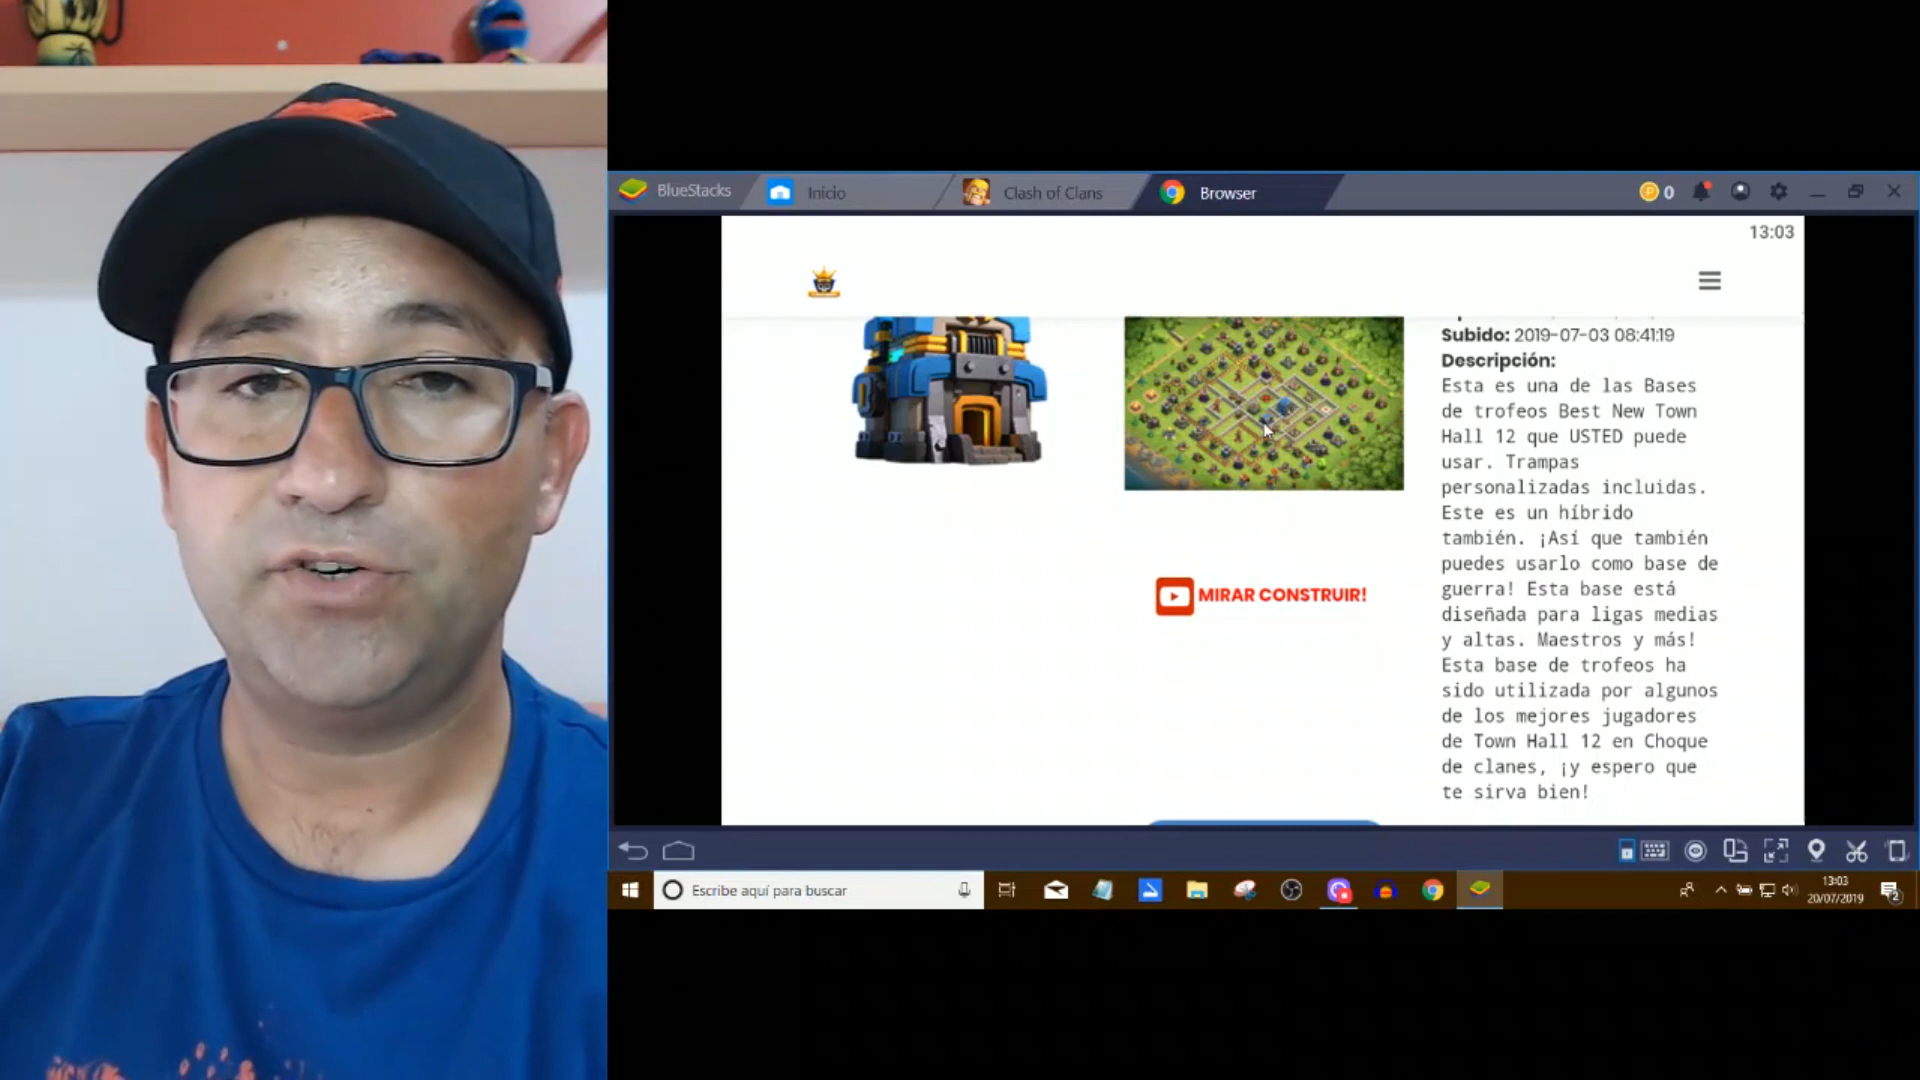 BlueStacks
Inicio
Clash of Clans
Browser
0
13:03
Subido: 2019-07-03 08:41:19
Descripción:
Esta es una de las Bases
de trofeos Best New Town
Hall 12 que USTED puede
usar. Trampas
personalizadas incluidas.
Este es un híbrido
también. ¡Así que también
puedes usarlo como base de
guerra! Esta base está
diseñada para ligas medias
y altas. Maestros y más!
Esta base de trofeos ha
sido utilizada por algunos
de los mejores jugadores
de Town Hall 12 en Choque
de clanes, ¡y espero que
te sirva bien!
MIRAR CONSTRUIR!
Escribe aquí para buscar
13:03
20/07/2019
2